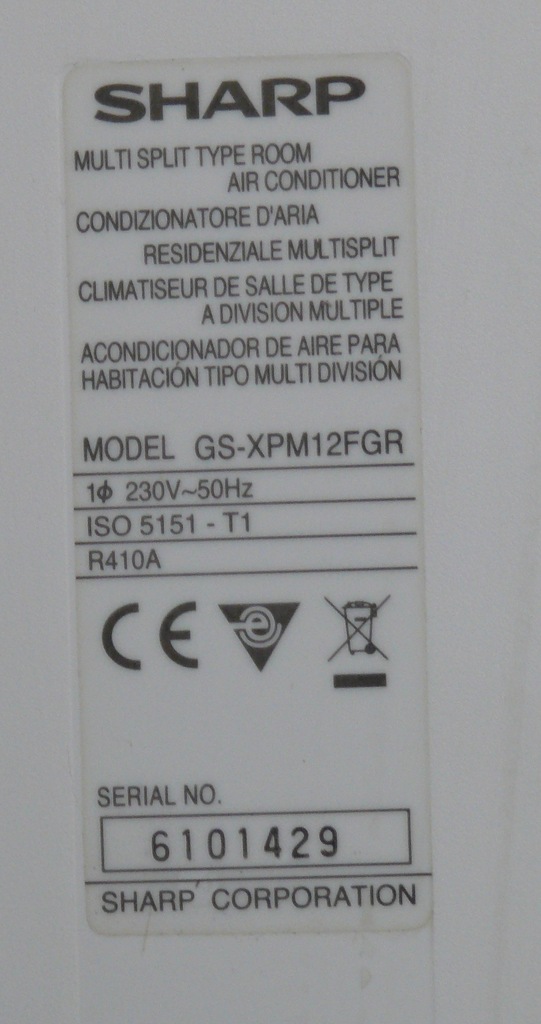 SHARP
MULTI SPLIT TYPE ROOM
AIR CONDITIONER
CONDIZIONATORE D'ARIA
RESIDENZIALE MULTISPLIT
CLIMATISEUR DE SALLE DE TYPE
A DIVISION MULTIPLE
ACONDICIONADOR DE AIRE PARA
HABITACIÓN TIPO MULTI DIVISIÓN
MODEL GS-XPM12FGR
1ϕ 230V~50Hz
ISO 5151 - T1
R410A
CE e
SERIAL NO.
6101429
SHARP CORPORATION